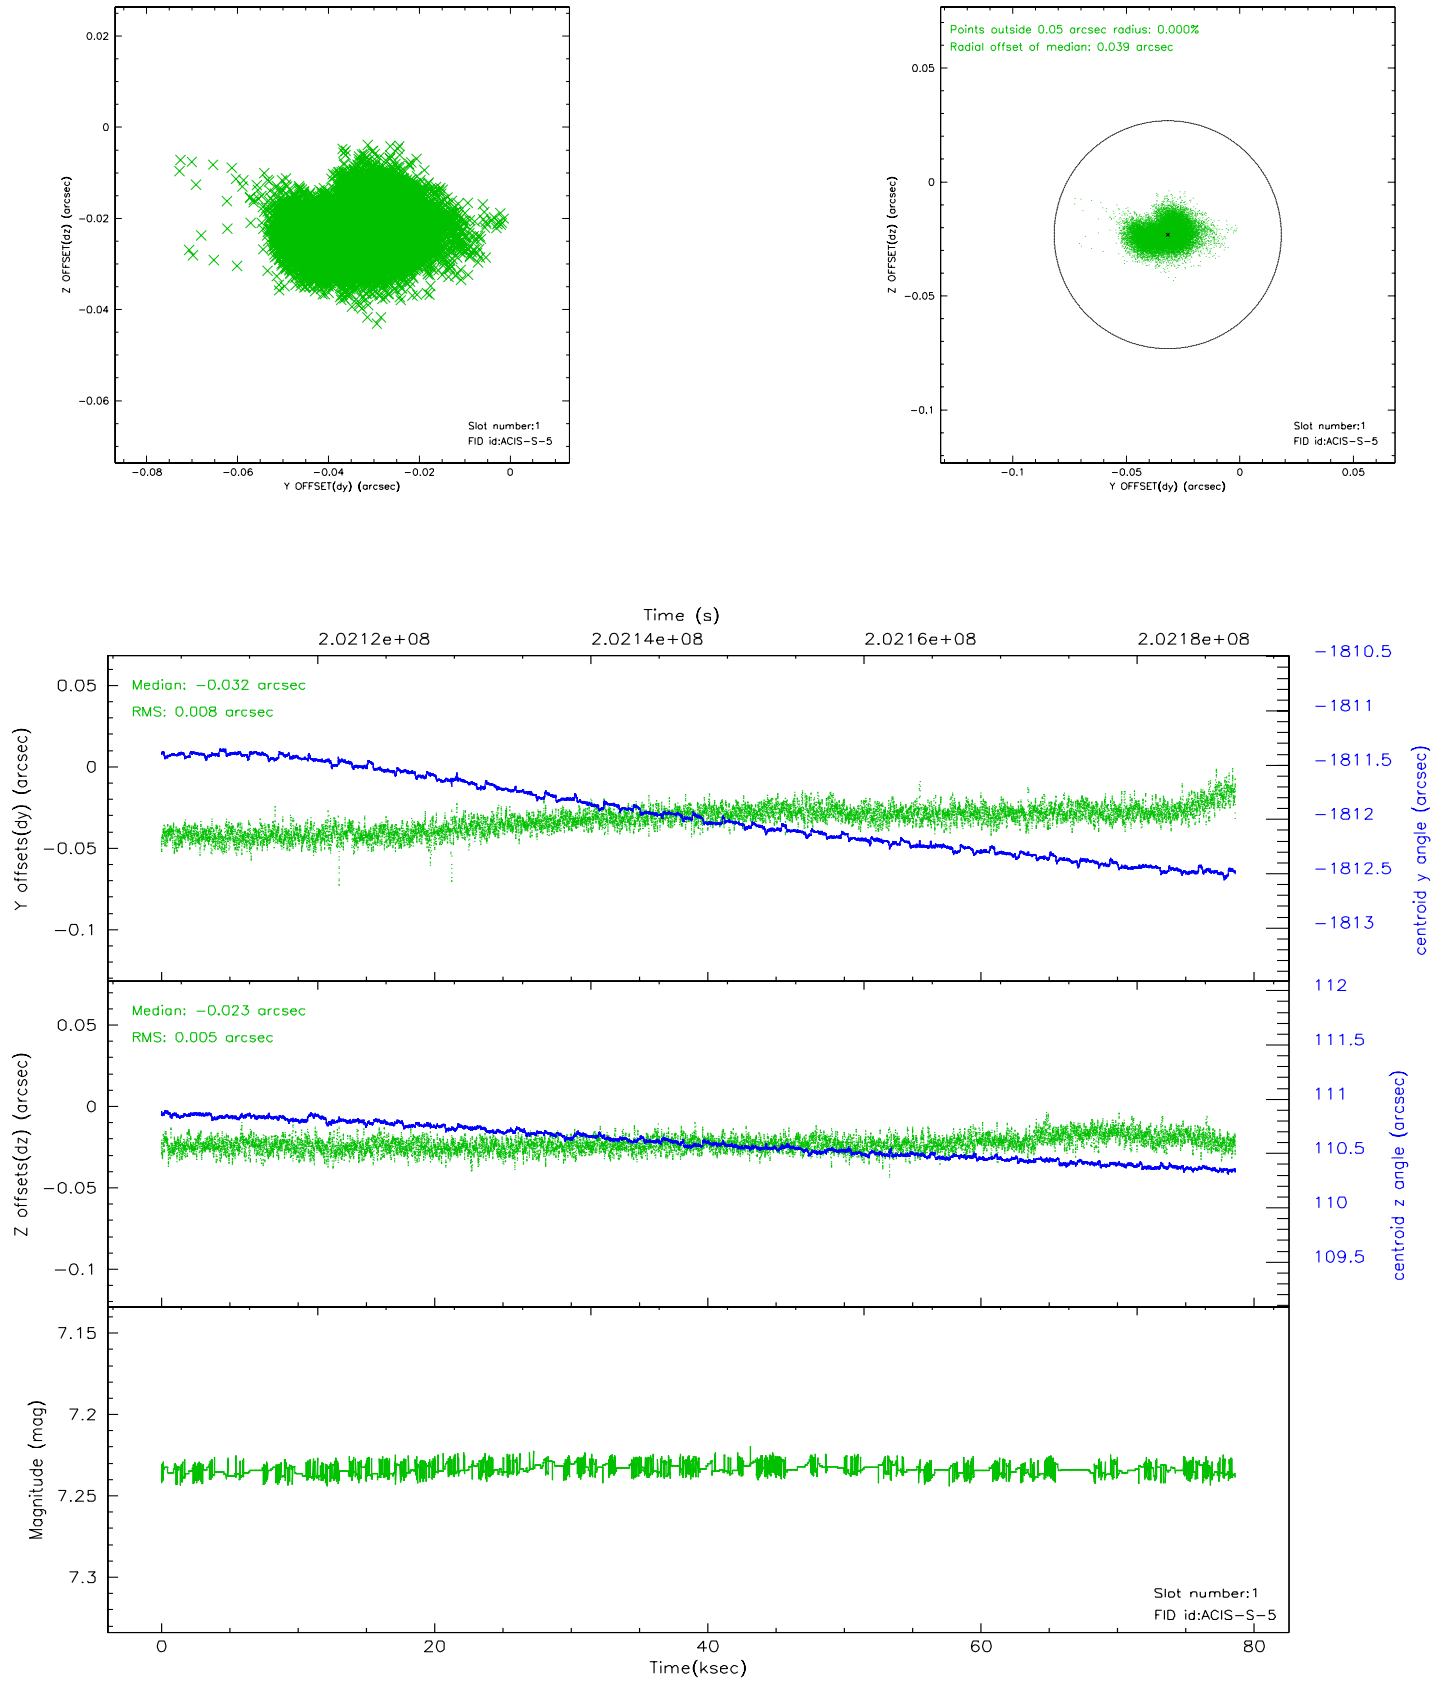 0.02
0
−0.02
−0.04
−0.06
Z OFFSET(dz) (arcsec)
Slot number:1
FID id:ACIS−S−5
−0.08 −0.06 −0.04 −0.02 0
Y OFFSET(dy) (arcsec)
Points outside 0.05 arcsec radius: 0.000%
Radial offset of median: 0.039 arcsec
0.05
0
−0.05
−0.1
Z OFFSET(dz) (arcsec)
Slot number:1
FID id:ACIS−S−5
−0.1 −0.05 0 0.05
Y OFFSET(dy) (arcsec)
Time (s)
2.0212e+08 2.0214e+08 2.0216e+08 2.0218e+08
Median: −0.032 arcsec
RMS: 0.008 arcsec
0.05
0
−0.05
−0.1
Y offsets(dy) (arcsec)
−1810.5
−1811
−1811.5
−1812
−1812.5
−1813
centroid y angle (arcsec)
Median: −0.023 arcsec
RMS: 0.005 arcsec
0.05
0
−0.05
−0.1
Z offsets(dz) (arcsec)
112
111.5
111
110.5
110
109.5
centroid z angle (arcsec)
7.15
7.2
7.25
7.3
Magnitude (mag)
Slot number:1
FID id:ACIS−S−5
0 20 40 60 80
Time(ksec)